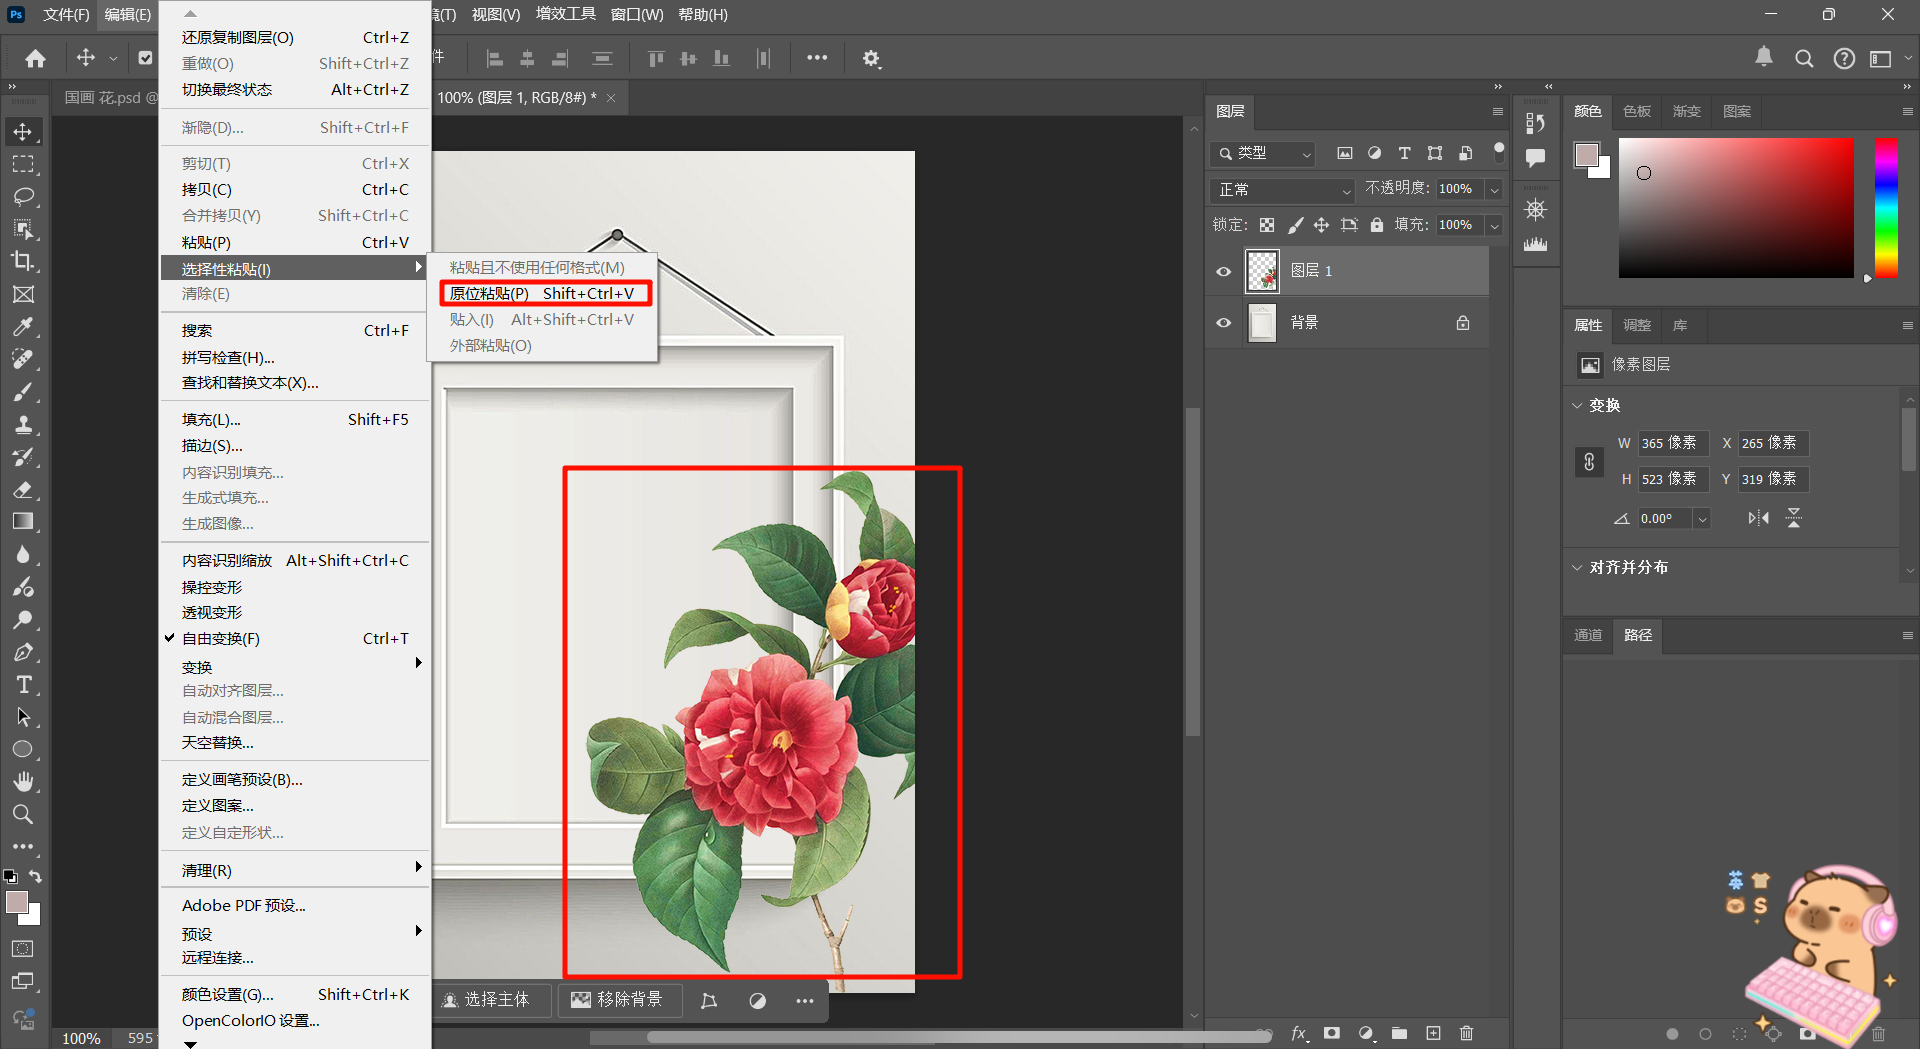 Ps 文件(F) 编辑(E) 镜(T) 视图(V) 增效工具 窗口(W) 帮助(H)
件
国画 花.psd @
100% (图层 1, RGB/8#) *
还原复制图层(O) Ctrl+Z
重做(O) Shift+Ctrl+Z
切换最终状态 Alt+Ctrl+Z
渐隐(D)... Shift+Ctrl+F
剪切(T) Ctrl+X
拷贝(C) Ctrl+C
合并拷贝(Y) Shift+Ctrl+C
粘贴(P) Ctrl+V
选择性粘贴(I)
清除(E)
搜索 Ctrl+F
拼写检查(H)...
查找和替换文本(X)...
填充(L)... Shift+F5
描边(S)...
内容识别填充...
生成式填充...
生成图像...
内容识别缩放 Alt+Shift+Ctrl+C
操控变形
透视变形
自由变换(F) Ctrl+T
变换
自动对齐图层...
自动混合图层...
天空替换...
定义画笔预设(B)...
定义图案...
定义自定形状...
清理(R)
Adobe PDF 预设...
预设
远程连接...
颜色设置(G)... Shift+Ctrl+K
OpenColorIO 设置...
粘贴且不使用任何格式(M)
原位粘贴(P) Shift+Ctrl+V
贴入(I) Alt+Shift+Ctrl+V
外部粘贴(O)
选择主体
移除背景
100%
595
图层
类型
正常 不透明度: 100%
锁定: 填充: 100%
图层 1
背景
fx
颜色 色板 渐变 图案
属性 调整 库
像素图层
变换
W 365 像素 X 265 像素
H 523 像素 Y 319 像素
0.00°
对齐并分布
通道 路径
英
S